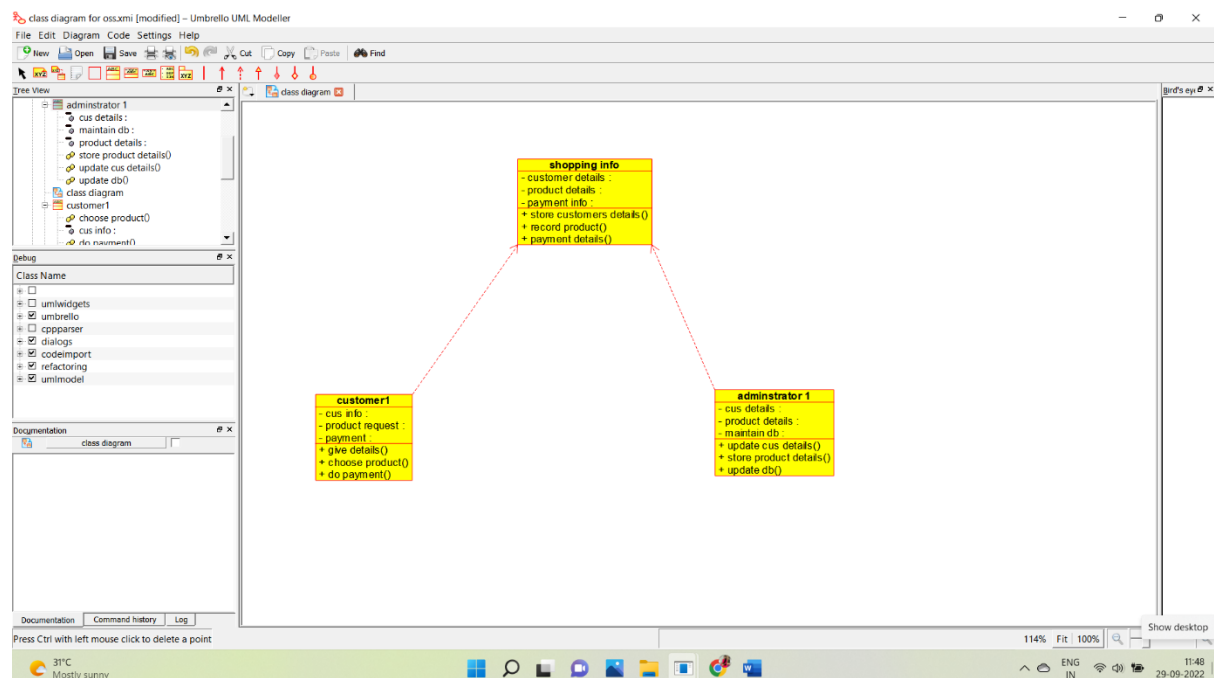 class diagram for oss.xmi [modified] – Umbrello UML Modeller
File Edit Diagram Code Settings Help
New Open Save Cut Copy Paste Find
Tree View
adminstrator 1
cus details :
maintain db :
product details :
store product details()
update cus details()
update db()
class diagram
customer1
choose product()
cus info :
do payment()
Debug
Class Name
umlwidgets
umbrello
cppparser
dialogs
codeimport
refactoring
umlmodel
Documentation
class diagram
Documentation Command history Log
Press Ctrl with left mouse click to delete a point
class diagram
shopping info
- customer details :
- product details :
- payment info :
+ store customers details()
+ record product()
+ payment details()
customer1
- cus info :
- product request :
- payment :
+ give details()
+ choose product()
+ do payment()
adminstrator 1
- cus details :
- product details :
- maintain db :
+ update cus details()
+ store product details()
+ update db()
Bird's eye
114% Fit 100%
Show desktop
31°C
Mostly sunny
ENG
IN
11:48
29-09-2022